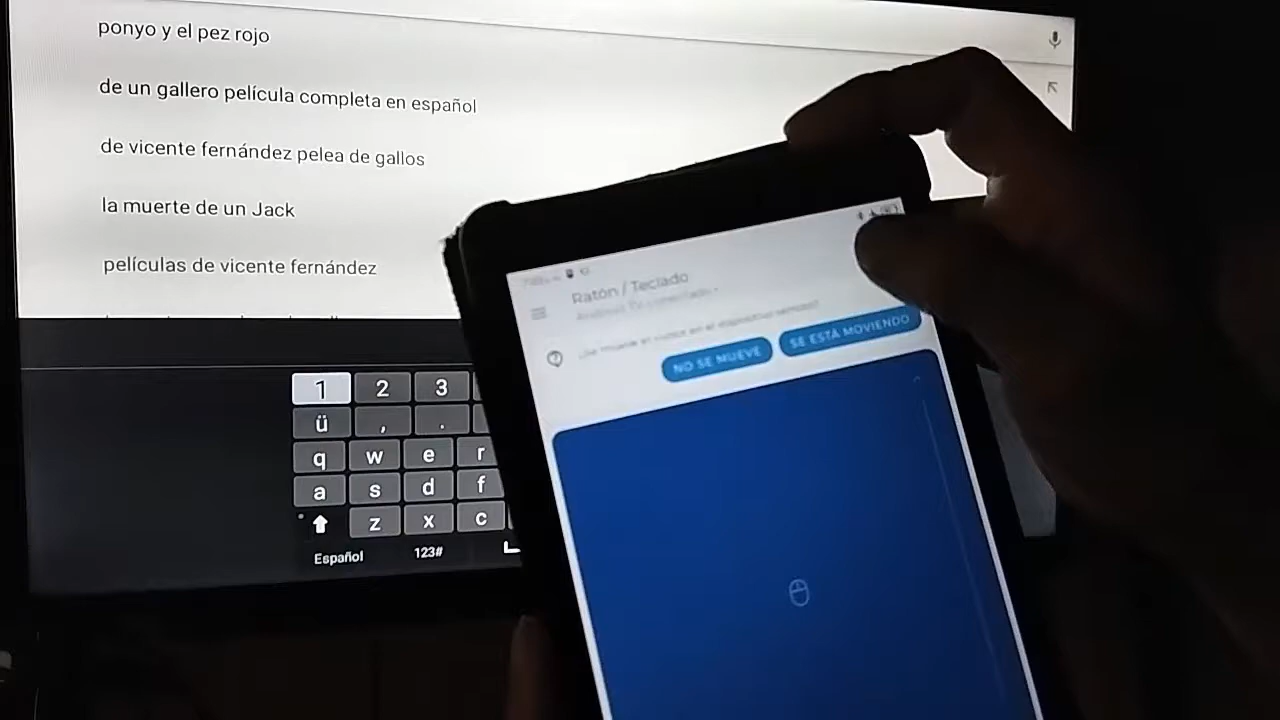 ponyo y el pez rojo
de un gallero película completa en español
de vicente fernández pelea de gallos
la muerte de un Jack
películas de vicente fernández
Ratón / Teclado
NO SE MUEVE
SE ESTÁ MOVIENDO
1 2 3
ü , .
q w e r
a s d f
z x c
Español 123#